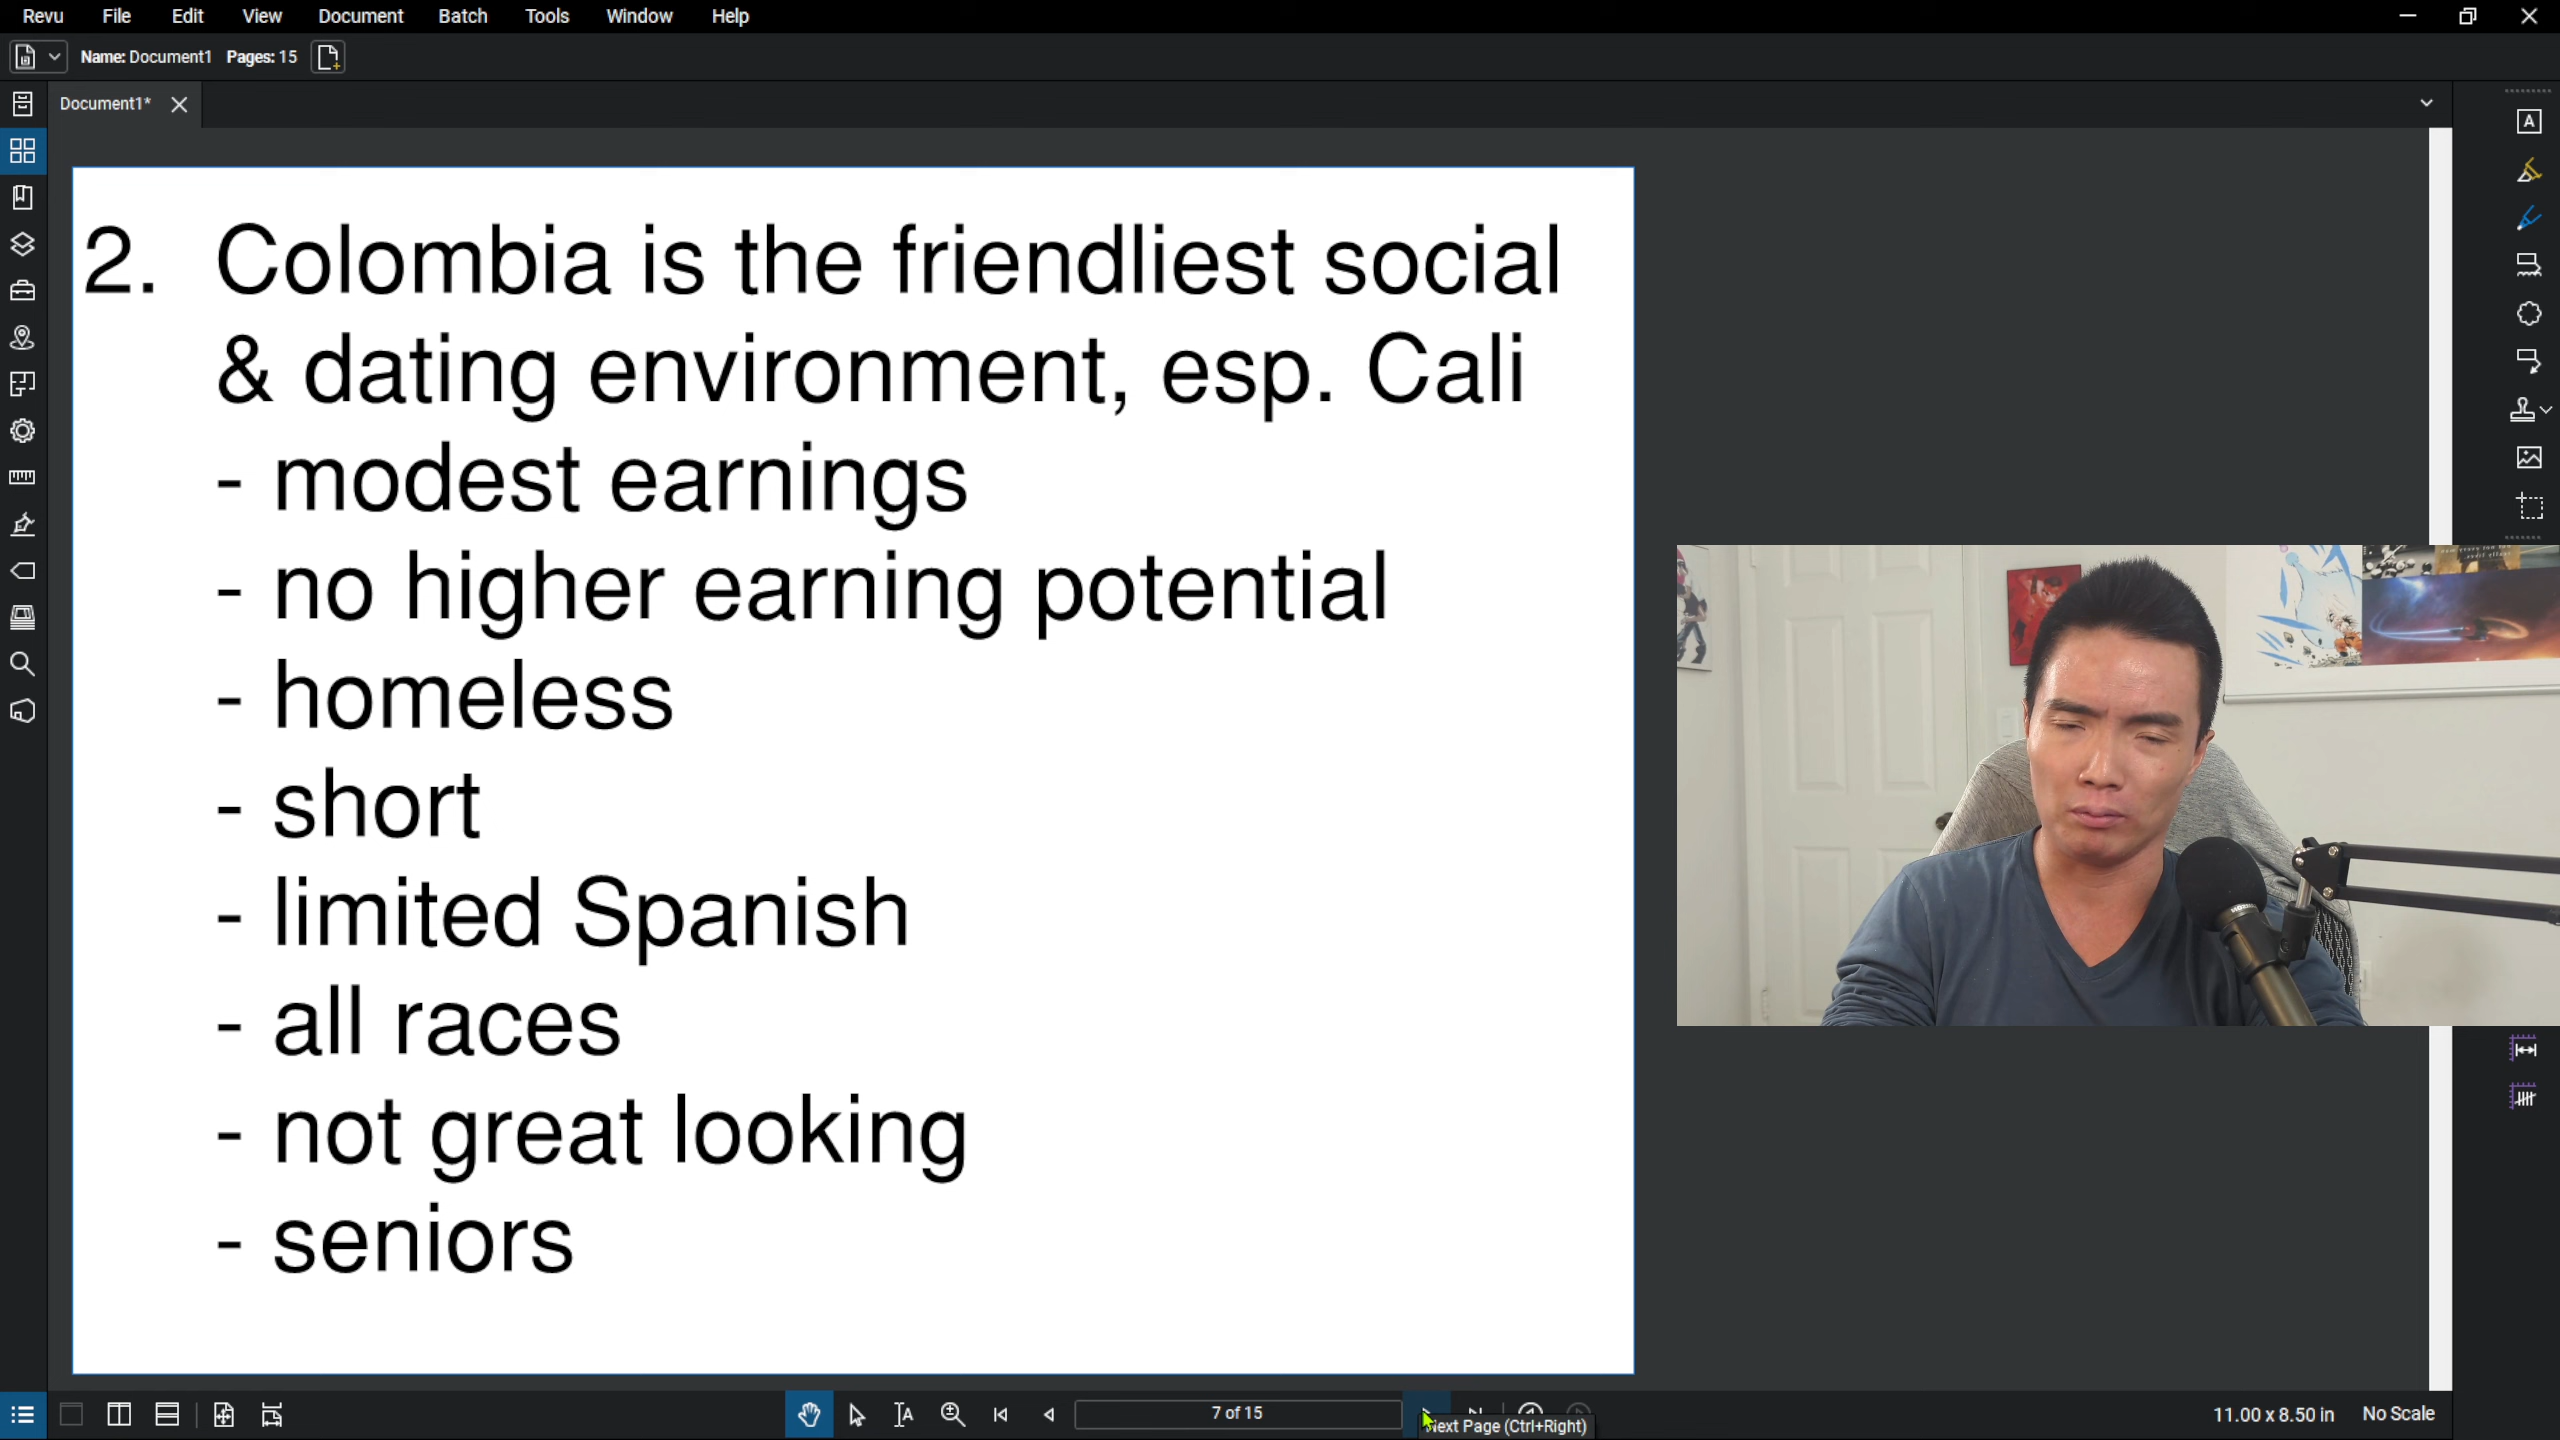 Revu File Edit View Document Batch Tools Window Help
Name: Document1 Pages: 15
Document1*
2. Colombia is the friendliest social
& dating environment, esp. Cali
- modest earnings
- no higher earning potential
- homeless
- short
- limited Spanish
- all races
- not great looking
- seniors
7 of 15
Next Page (Ctrl+Right)
11.00 x 8.50 in No Scale